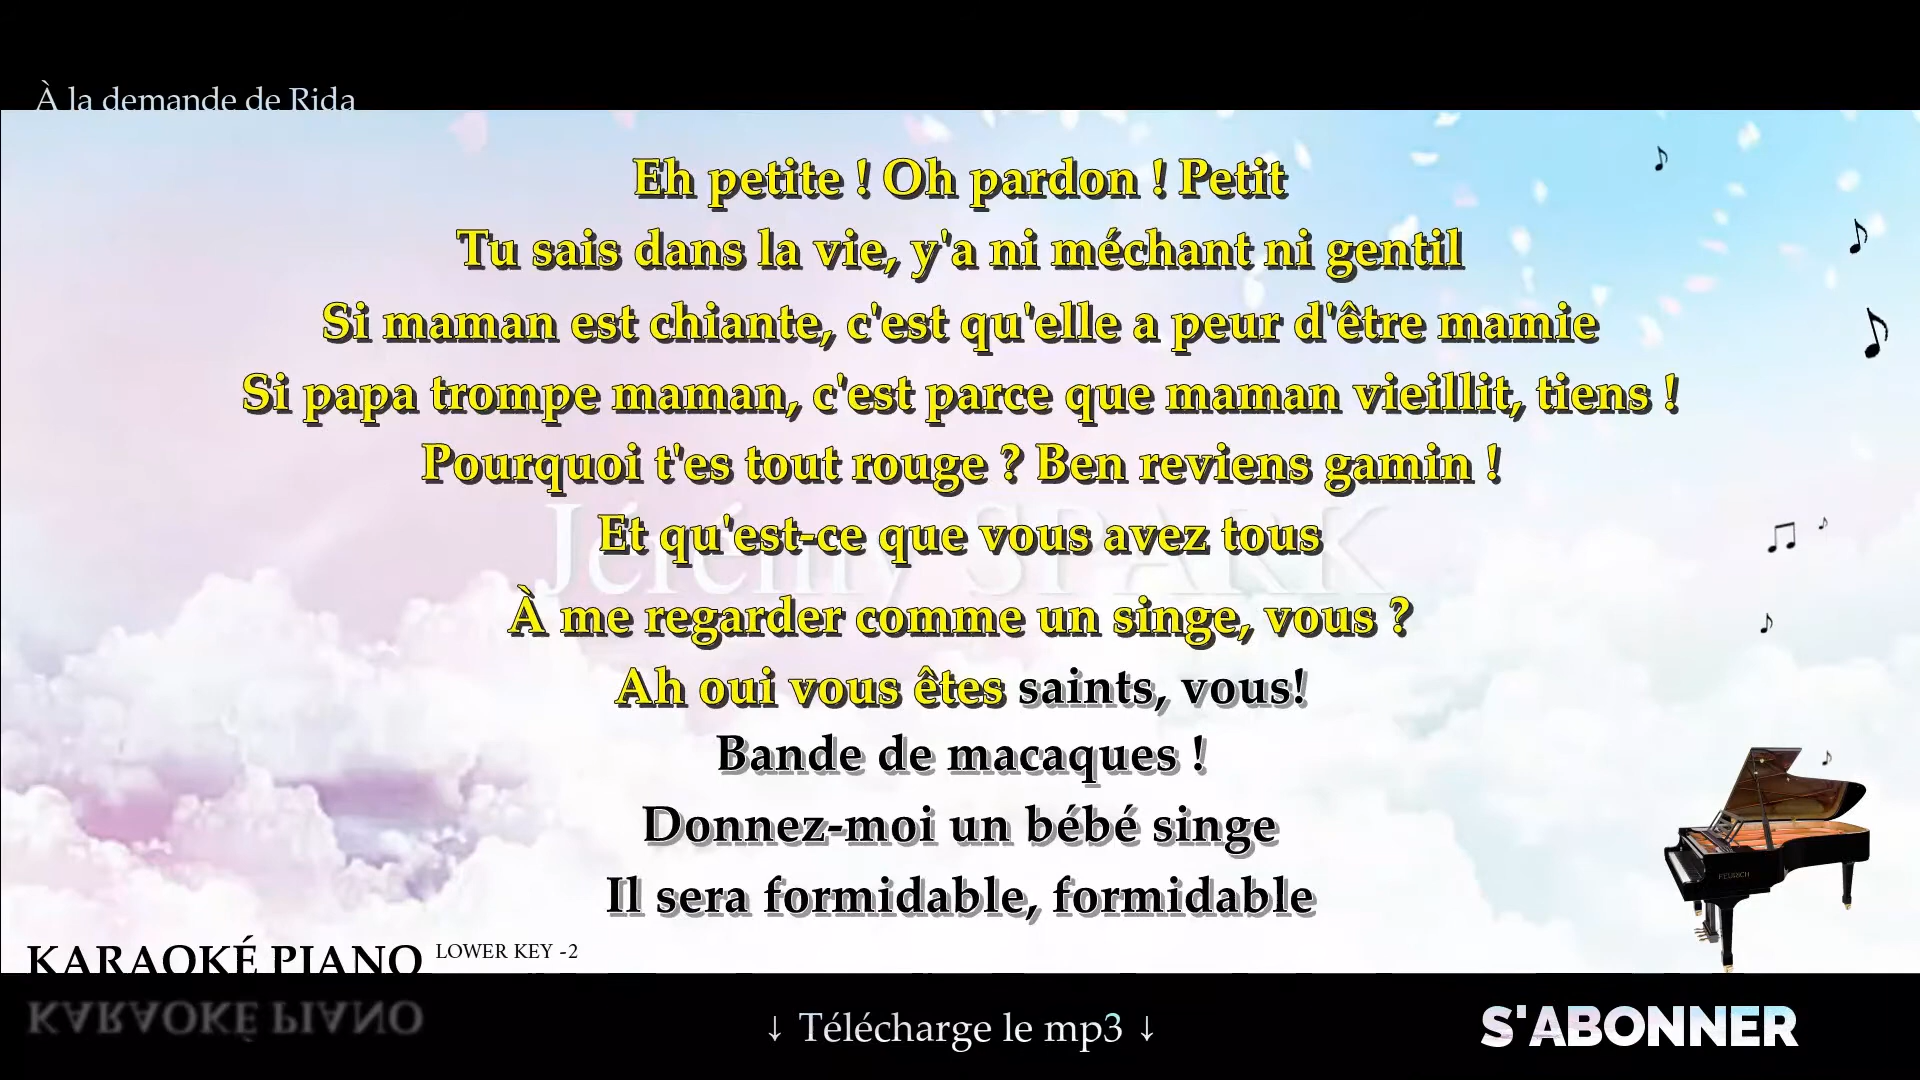 À la demande de Rida
Eh petite ! Oh pardon ! Petit
Tu sais dans la vie, y'a ni méchant ni gentil
Si maman est chiante, c'est qu'elle a peur d'être mamie
Si papa trompe maman, c'est parce que maman vieillit, tiens !
Pourquoi t'es tout rouge ? Ben reviens gamin !
Et qu'est-ce que vous avez tous
Jérémy SPARK
À me regarder comme un singe, vous ?
Ah oui vous êtes saints, vous!
Bande de macaques !
Donnez-moi un bébé singe
Il sera formidable, formidable
FEURICH
KARAOKÉ PIANO LOWER KEY -2
↓ Télécharge le mp3 ↓
S'ABONNER